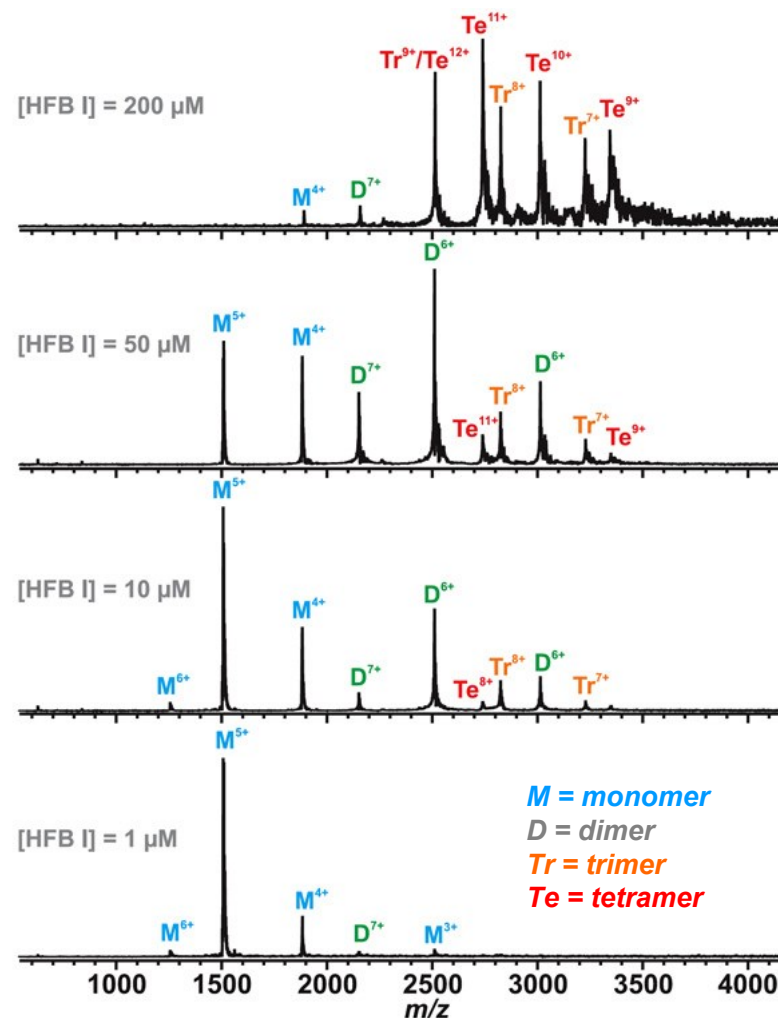 Te¹¹⁺
Tr⁹⁺/Te¹²⁺
Te¹⁰⁺
[HFB I] = 200 µM
Tr⁸⁺
Te⁹⁺
Tr⁷⁺
M⁴⁺
D⁷⁺
D⁶⁺
[HFB I] = 50 µM
M⁵⁺
M⁴⁺
D⁷⁺
Te¹¹⁺
Tr⁸⁺
D⁶⁺
Tr⁷⁺
Te⁹⁺
M⁵⁺
[HFB I] = 10 µM
M⁶⁺
M⁴⁺
D⁷⁺
D⁶⁺
Te⁸⁺
Tr⁸⁺
D⁶⁺
Tr⁷⁺
M⁵⁺
[HFB I] = 1 µM
M⁶⁺
M⁴⁺
D⁷⁺
M³⁺
M = monomer
D = dimer
Tr = trimer
Te = tetramer
1000 1500 2000 2500 3000 3500 4000
m/z